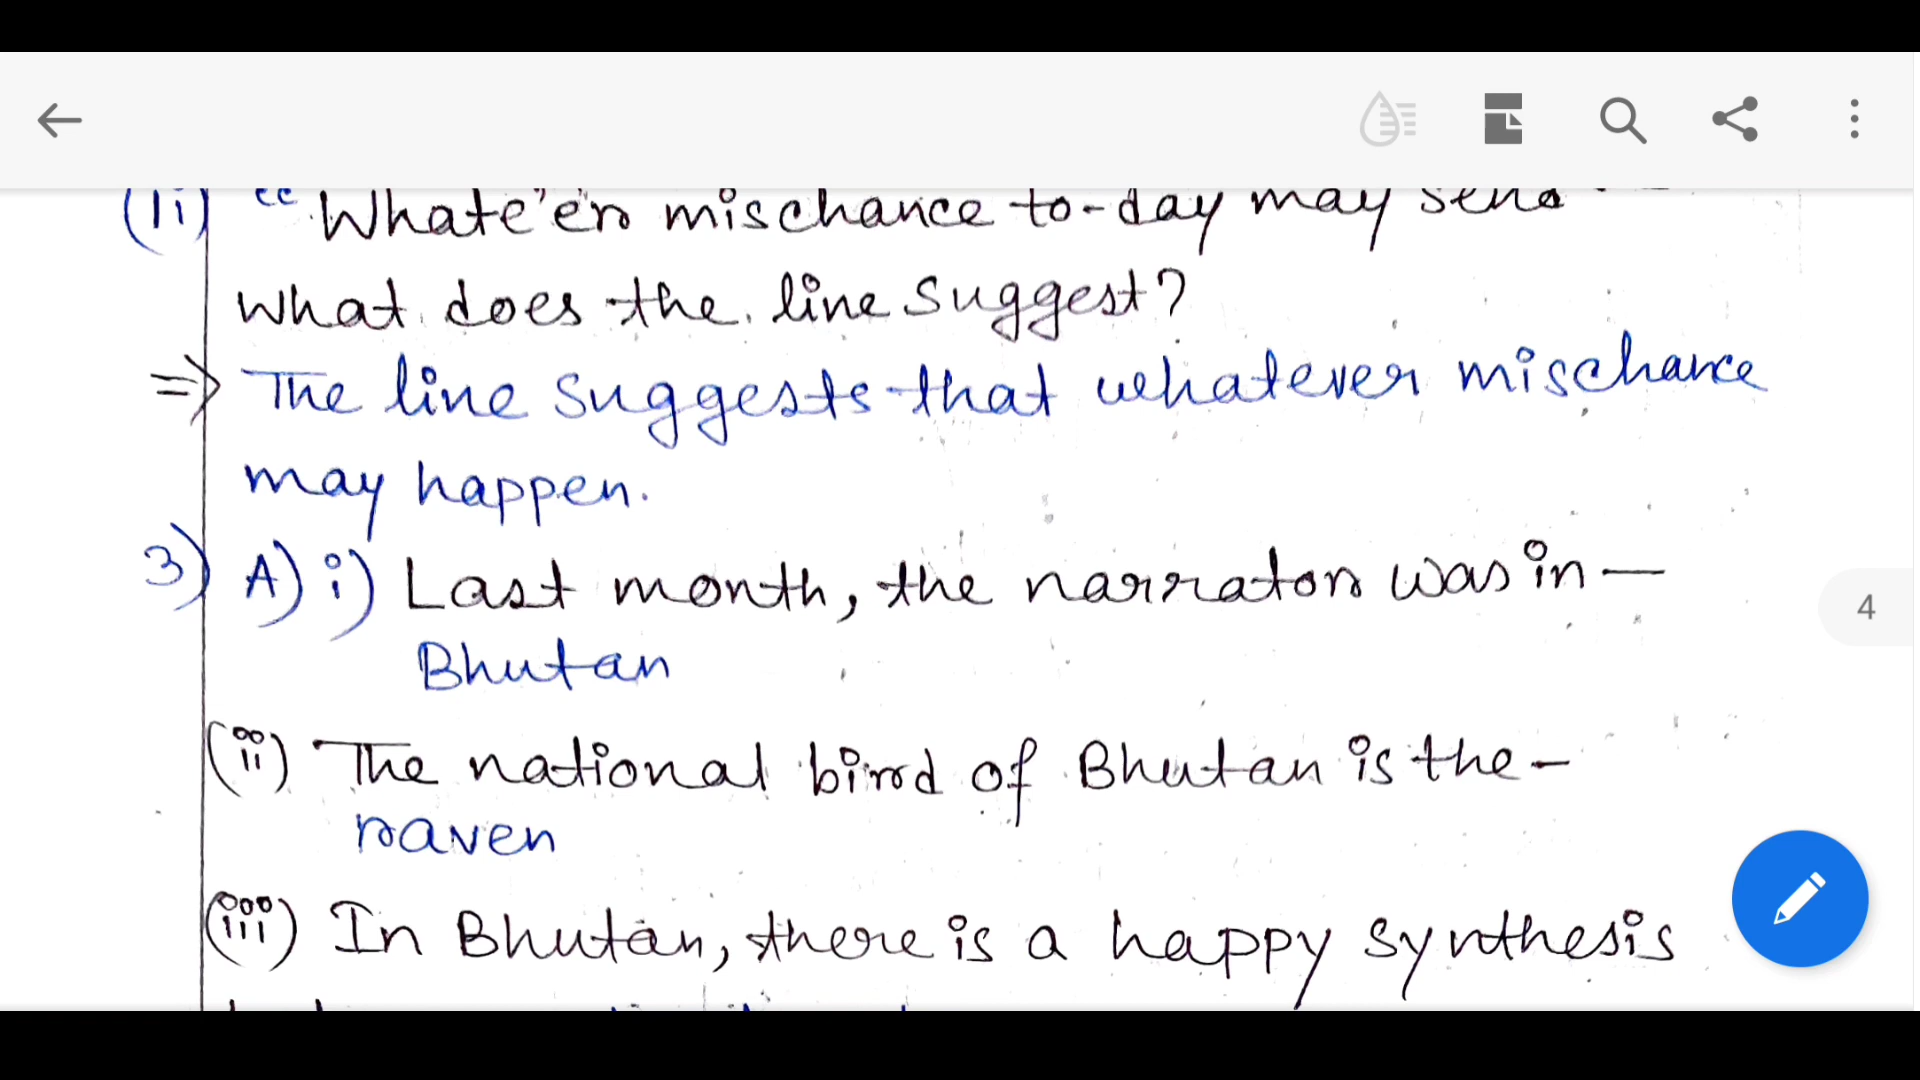 (ii) "Whate'er mischance to-day may send
What does the line suggest?
=> The line suggests that whatever mischance
may happen.
3) A) i) Last month, the narrator was in —
Bhutan
4
(ii) The national bird of Bhutan is the –
raven
(iii) In Bhutan, there is a happy synthesis